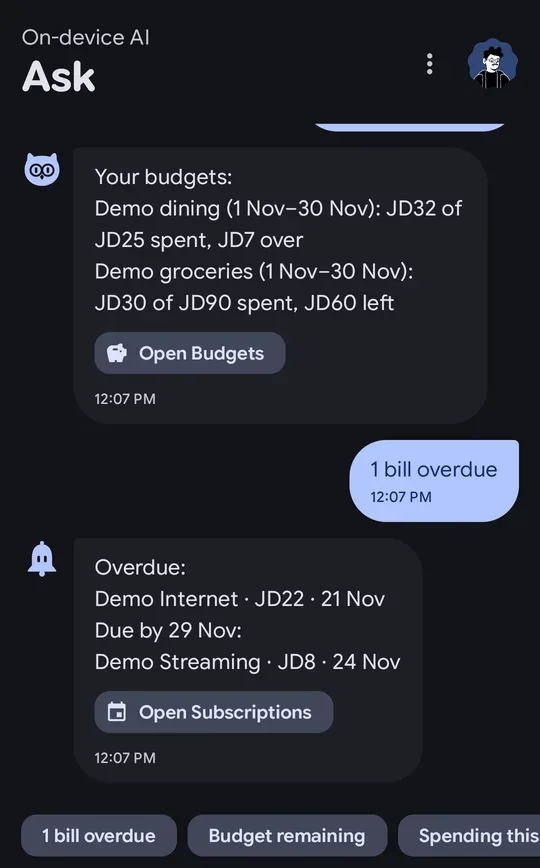 On-device AI
Ask
Your budgets:
Demo dining (1 Nov–30 Nov): JD32 of
JD25 spent, JD7 over
Demo groceries (1 Nov–30 Nov):
JD30 of JD90 spent, JD60 left
Open Budgets
12:07 PM
1 bill overdue
12:07 PM
Overdue:
Demo Internet · JD22 · 21 Nov
Due by 29 Nov:
Demo Streaming · JD8 · 24 Nov
Open Subscriptions
12:07 PM
1 bill overdue
Budget remaining
Spending this